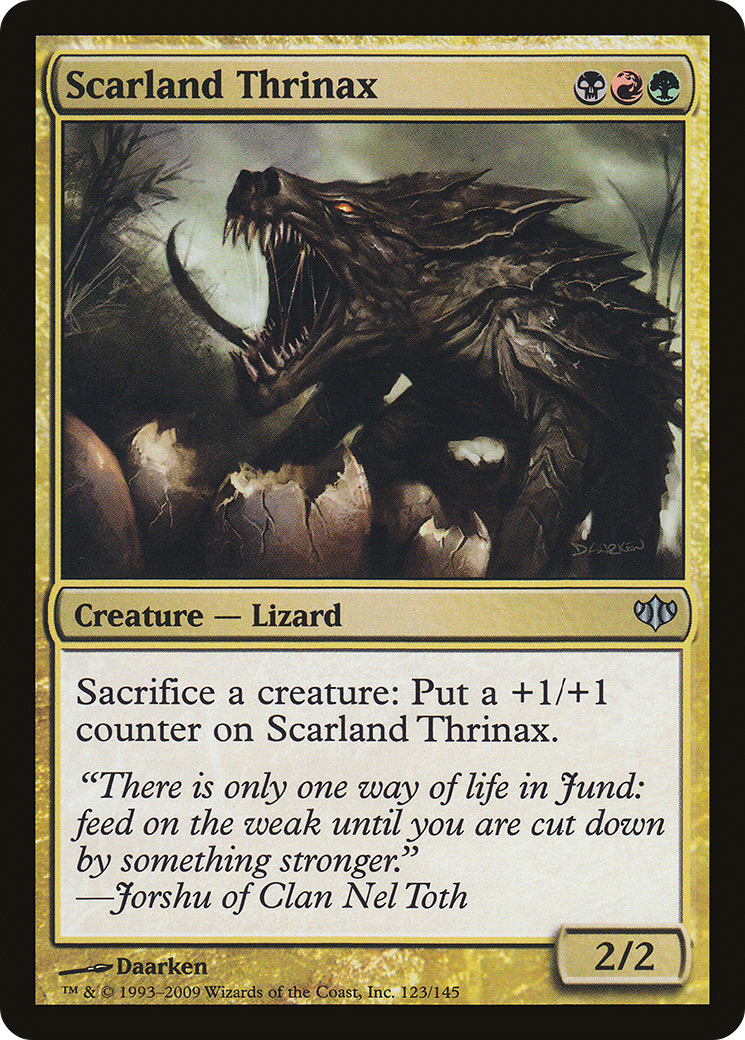 Scarland Thrinax
DAARKEN
Creature — Lizard
Sacrifice a creature: Put a +1/+1
counter on Scarland Thrinax.
“There is only one way of life in Jund:
feed on the weak until you are cut down
by something stronger.”
—Jorshu of Clan Nel Toth
2/2
Daarken
™ & © 1993–2009 Wizards of the Coast, Inc. 123/145